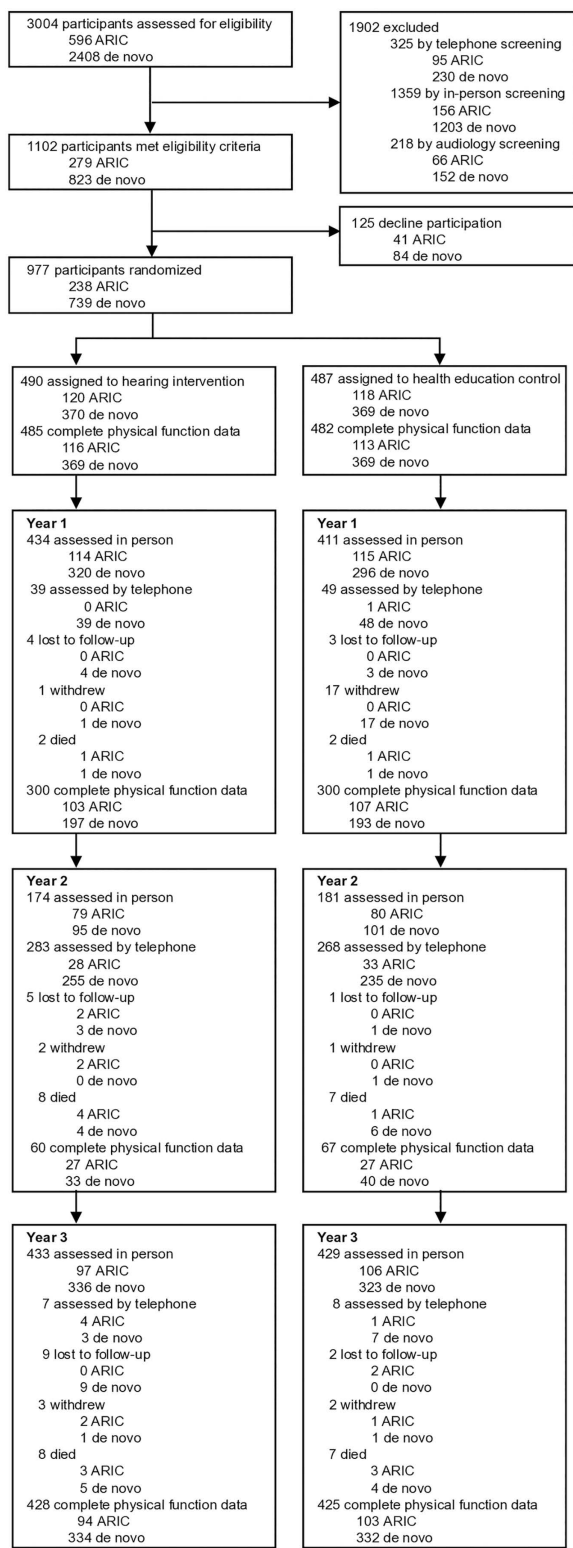 3004 participants assessed for eligibility
596 ARIC
2408 de novo
1902 excluded
325 by telephone screening
95 ARIC
230 de novo
1359 by in-person screening
156 ARIC
1203 de novo
218 by audiology screening
66 ARIC
152 de novo
1102 participants met eligibility criteria
279 ARIC
823 de novo
125 decline participation
41 ARIC
84 de novo
977 participants randomized
238 ARIC
739 de novo
490 assigned to hearing intervention
120 ARIC
370 de novo
485 complete physical function data
116 ARIC
369 de novo
487 assigned to health education control
118 ARIC
369 de novo
482 complete physical function data
113 ARIC
369 de novo
Year 1
434 assessed in person
114 ARIC
320 de novo
39 assessed by telephone
0 ARIC
39 de novo
4 lost to follow-up
0 ARIC
4 de novo
1 withdrew
0 ARIC
1 de novo
2 died
1 ARIC
1 de novo
300 complete physical function data
103 ARIC
197 de novo
Year 1
411 assessed in person
115 ARIC
296 de novo
49 assessed by telephone
1 ARIC
48 de novo
3 lost to follow-up
0 ARIC
3 de novo
17 withdrew
0 ARIC
17 de novo
2 died
1 ARIC
1 de novo
300 complete physical function data
107 ARIC
193 de novo
Year 2
174 assessed in person
79 ARIC
95 de novo
283 assessed by telephone
28 ARIC
255 de novo
5 lost to follow-up
2 ARIC
3 de novo
2 withdrew
2 ARIC
0 de novo
8 died
4 ARIC
4 de novo
60 complete physical function data
27 ARIC
33 de novo
Year 2
181 assessed in person
80 ARIC
101 de novo
268 assessed by telephone
33 ARIC
235 de novo
1 lost to follow-up
0 ARIC
1 de novo
1 withdrew
0 ARIC
1 de novo
7 died
1 ARIC
6 de novo
67 complete physical function data
27 ARIC
40 de novo
Year 3
433 assessed in person
97 ARIC
336 de novo
7 assessed by telephone
4 ARIC
3 de novo
9 lost to follow-up
0 ARIC
9 de novo
3 withdrew
2 ARIC
1 de novo
8 died
3 ARIC
5 de novo
428 complete physical function data
94 ARIC
334 de novo
Year 3
429 assessed in person
106 ARIC
323 de novo
8 assessed by telephone
1 ARIC
7 de novo
2 lost to follow-up
2 ARIC
0 de novo
2 withdrew
1 ARIC
1 de novo
7 died
3 ARIC
4 de novo
425 complete physical function data
103 ARIC
332 de novo